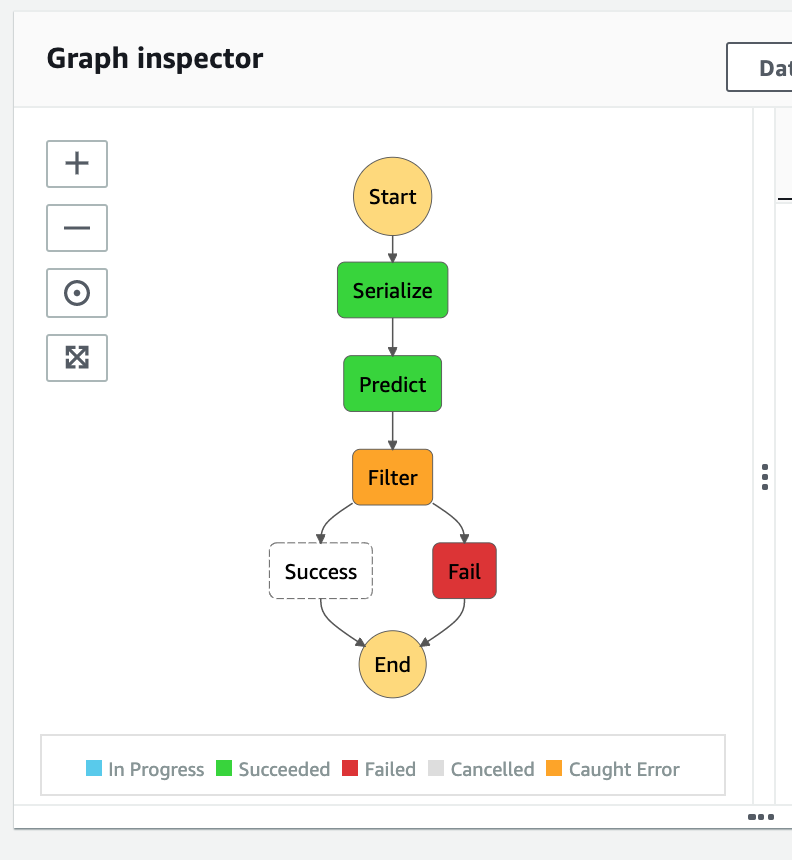 Graph inspector
Dat
Start
Serialize
Predict
Filter
Success Fail
End
In Progress Succeeded Failed Cancelled Caught Error